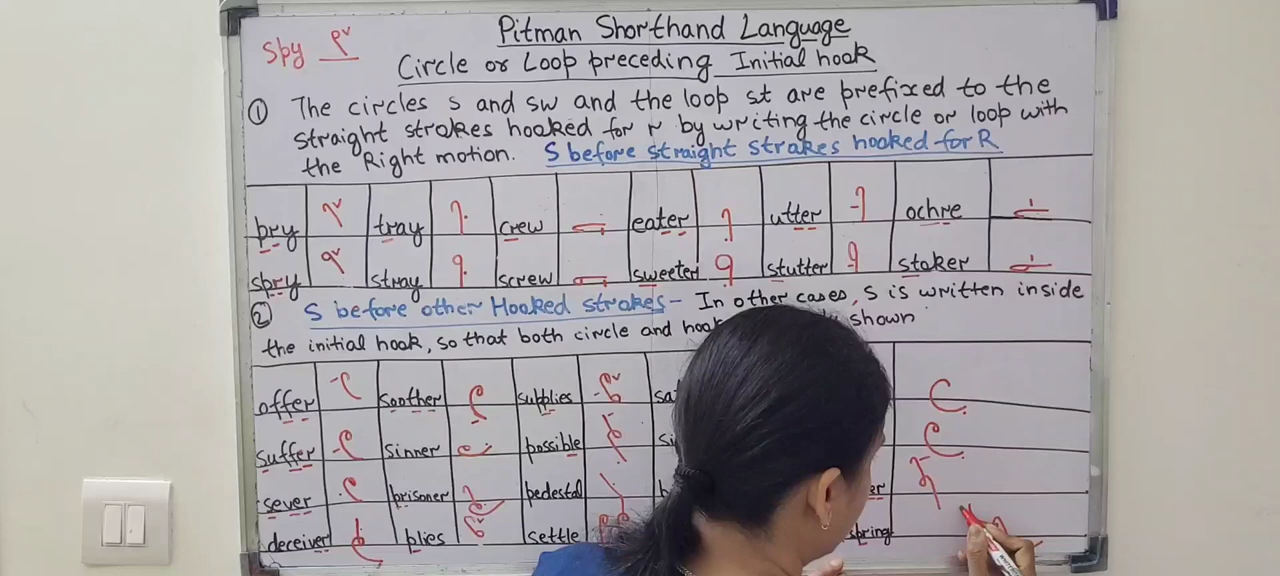 Spy
Pitman Shorthand Language
Circle or Loop preceding Initial hook
① The circles s and sw and the loop st are prefixed to the
straight strokes hooked for r by writing the circle or loop with
the Right motion. S before straight strokes hooked for R
bry tray crew eater utter ochre
spry stray screw sweeter stutter stoker
② S before other Hooked strokes - In other cases, S is written inside
the initial hook, so that both circle and shown
offer soother supplies
suffer sinner possible
sever prisoner pedestal
deceiver plies settle spring